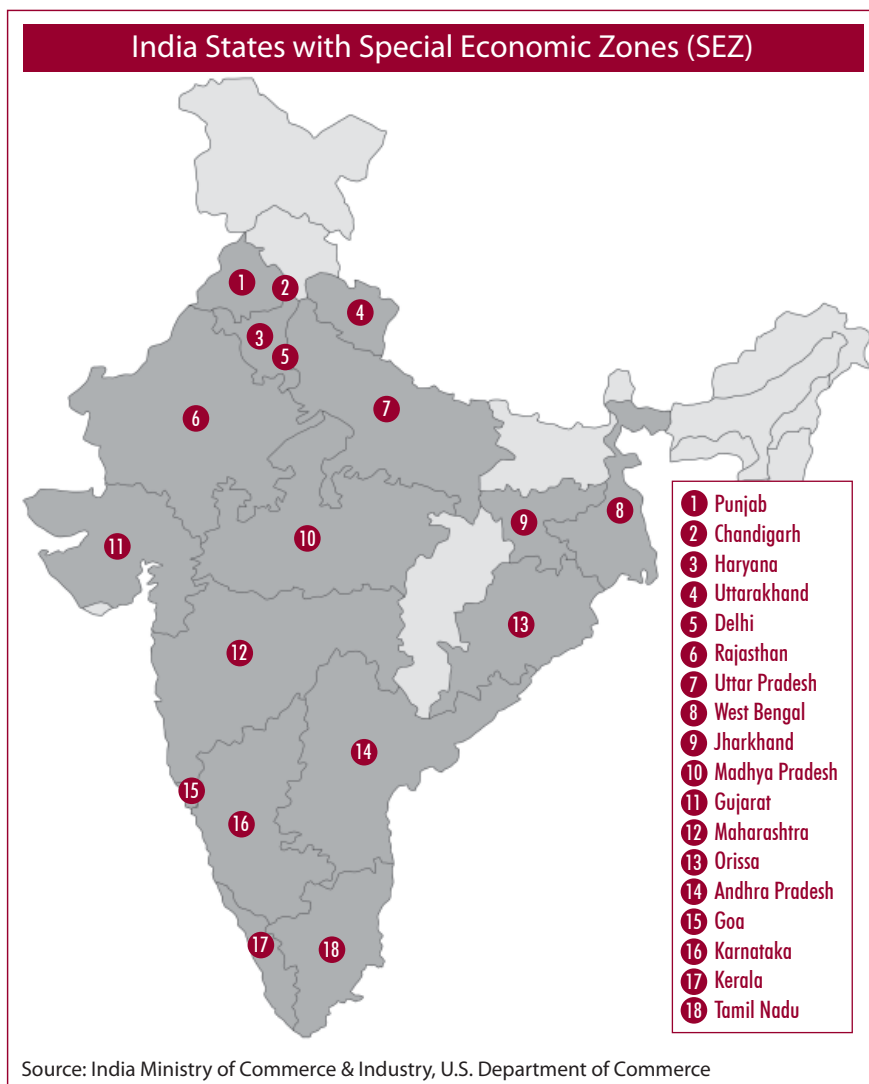 India States with Special Economic Zones (SEZ)
1
2
3
4
5
6
7
8
9
10
11
12
13
14
15
16
17
18
1 Punjab
2 Chandigarh
3 Haryana
4 Uttarakhand
5 Delhi
6 Rajasthan
7 Uttar Pradesh
8 West Bengal
9 Jharkhand
10 Madhya Pradesh
11 Gujarat
12 Maharashtra
13 Orissa
14 Andhra Pradesh
15 Goa
16 Karnataka
17 Kerala
18 Tamil Nadu
Source: India Ministry of Commerce & Industry, U.S. Department of Commerce